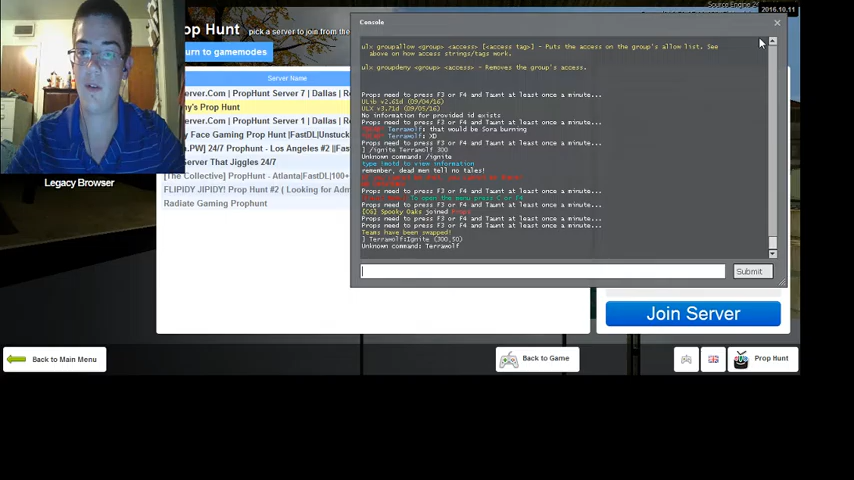 Source Engine 2
2016.10.11
op Hunt
pick a server to join from the
turn to gamemodes
Server Name
erver.Com | PropHunt Server 7 | Dallas | R
ny's Prop Hunt
erver.Com | PropHunt Server 1 | Dallas | R
y Face Gaming Prop Hunt |FastDL|Unstuck
n.PW] 24/7 Prophunt - Los Angeles #2 ||Fas
Server That Jiggles 24/7
[The Collective] PropHunt - Atlanta|FastDL|100+
FLIPIDY JIPIDY! Prop Hunt #2 ( Looking for Adm
Radiate Gaming Prophunt
Legacy Browser
Console
ulx groupallow <group> <access> [<access tag>] - Puts the access on the group's allow list. See
above on how access strings/tags work.
ulx groupdeny <group> <access> - Removes the group's access.
Props need to press F3 or F4 and Taunt at least once a minute...
ULib v2.61d (09/04/16)
ULX v3.71d (09/05/16)
No information for provided id exists
Props need to press F3 or F4 and Taunt at least once a minute...
Terrawolf: that would be Sora burning
Terrawolf: XD
Props need to press F3 or F4 and Taunt at least once a minute...
] /ignite Terrawolf 300
Unknown command: /ignite
type !motd to view information
remember, dead men tell no tales!
Props need to press F3 or F4 and Taunt at least once a minute...
To open the menu press C or F4
Props need to press F3 or F4 and Taunt at least once a minute...
[CG] Spooky Oaks joined Props
Props need to press F3 or F4 and Taunt at least once a minute...
Props need to press F3 or F4 and Taunt at least once a minute...
Teams have been swapped!
] Terrawolf:Ignite (300,50)
Unknown command: Terrawolf
Submit
Join Server
Back to Main Menu
Back to Game
Prop Hunt